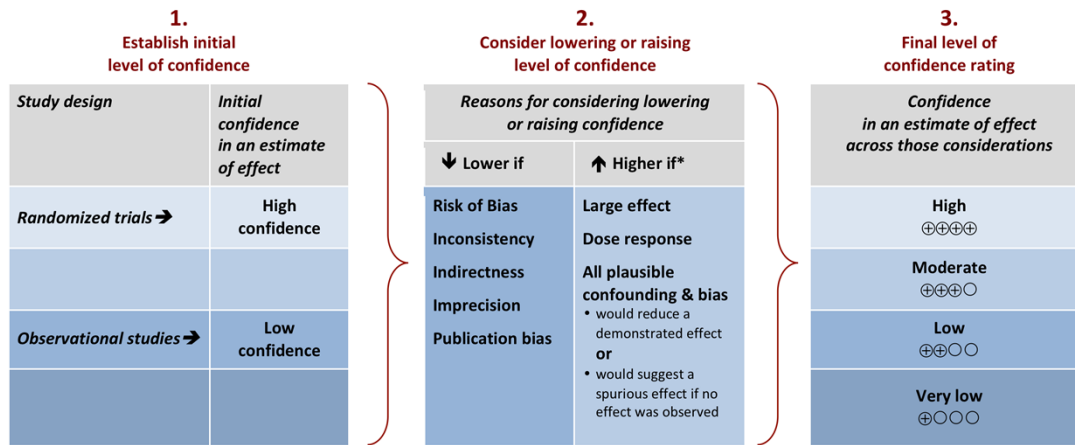 1.
Establish initial
level of confidence
Study design
Initial
confidence
in an estimate
of effect
Randomized trials➔
High
confidence
Observational studies➔
Low
confidence
2.
Consider lowering or raising
level of confidence
Reasons for considering lowering
or raising confidence
🡻 Lower if
🡹 Higher if*
Risk of Bias
Inconsistency
Indirectness
Imprecision
Publication bias
Large effect
Dose response
All plausible
confounding & bias
• would reduce a
demonstrated effect
or
• would suggest a
spurious effect if no
effect was observed
3.
Final level of
confidence rating
Confidence
in an estimate of effect
across those considerations
High
⊕⊕⊕⊕
Moderate
⊕⊕⊕○
Low
⊕⊕○○
Very low
⊕○○○